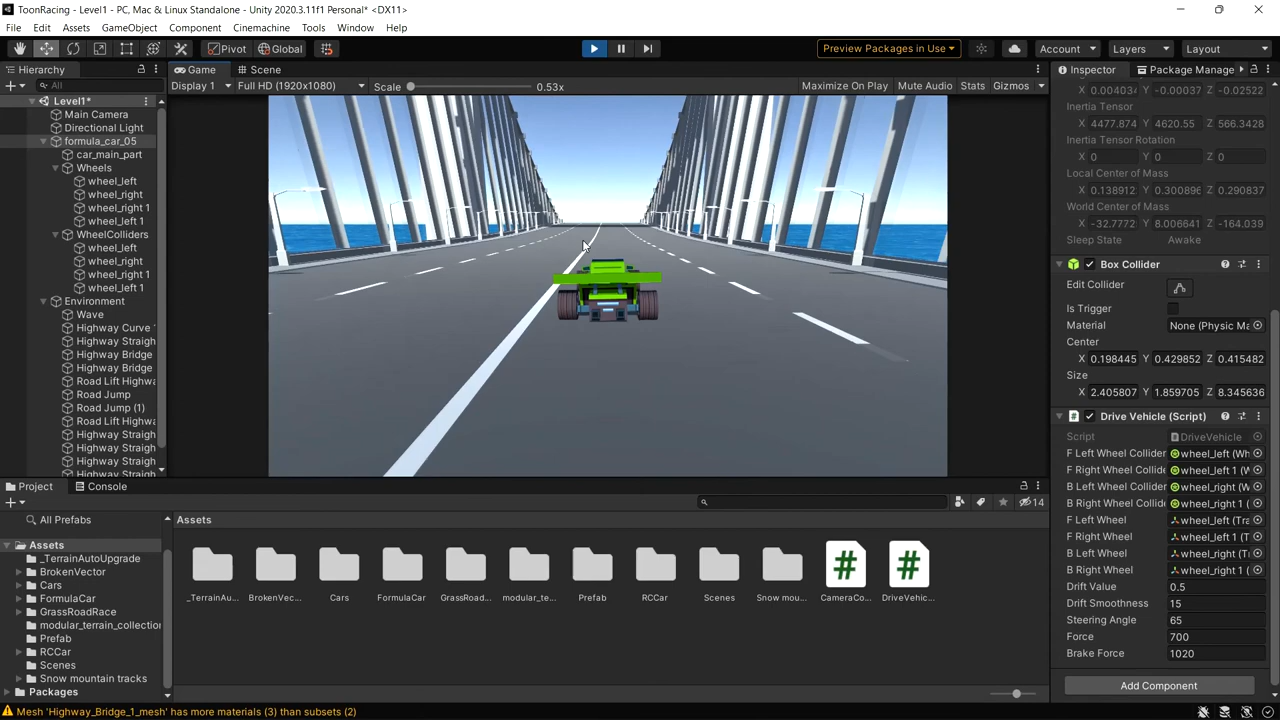 ToonRacing - Level1 - PC, Mac & Linux Standalone - Unity 2020.3.11f1 Personal* <DX11>
File Edit Assets GameObject Component Cinemachine Tools Window Help
Pivot Global Preview Packages in Use Account Layers Layout
Hierarchy Game Scene Inspector Package Manage
All Display 1 Full HD (1920x1080) Scale 0.53x Maximize On Play Mute Audio Stats Gizmos
Level1*
Main Camera
Directional Light
formula_car_05
car_main_part
Wheels
wheel_left
wheel_right
wheel_right 1
wheel_left 1
WheelColliders
wheel_left
wheel_right
wheel_right 1
wheel_left 1
Environment
Wave
Highway Curve
Highway Straigh
Highway Bridge
Highway Bridge
Road Lift Highwa
Road Jump
Road Jump (1)
Road Lift Highwa
Highway Straigh
Highway Straigh
Highway Straigh
X 0.004034 Y -0.00037 Z -0.02522
Inertia Tensor
X 4477.874 Y 4620.55 Z 566.3428
Inertia Tensor Rotation
X 0 Y 0 Z 0
Local Center of Mass
X 0.138912 Y 0.300896 Z 0.290837
World Center of Mass
X -32.7772 Y 8.006641 Z -164.039
Sleep State Awake
Box Collider
Edit Collider
Is Trigger
Material None (Physic Ma
Center
X 0.198445 Y 0.429852 Z 0.415482
Size
X 2.405807 Y 1.859705 Z 8.345636
Drive Vehicle (Script)
Script DriveVehicle
F Left Wheel Collider wheel_left (Wh
F Right Wheel Collide wheel_left 1 (W
B Left Wheel Collider wheel_right (W
B Right Wheel Collid wheel_right 1 (
F Left Wheel wheel_left (Tra
F Right Wheel wheel_left 1 (T
B Left Wheel wheel_right (Tr
B Right Wheel wheel_right 1 (
Drift Value 0.5
Drift Smoothness 15
Steering Angle 65
Force 700
Brake Force 1020
Add Component
Project Console
14
All Prefabs
Assets
_TerrainAutoUpgrade
BrokenVector
Cars
FormulaCar
GrassRoadRace
modular_terrain_collection
Prefab
RCCar
Scenes
Snow mountain tracks
Packages
Assets
_TerrainAu... BrokenVec... Cars FormulaCar GrassRoad... modular_te... Prefab RCCar Scenes Snow mou... CameraCo... DriveVehic...
Mesh 'Highway_Bridge_1_mesh' has more materials (3) than subsets (2)